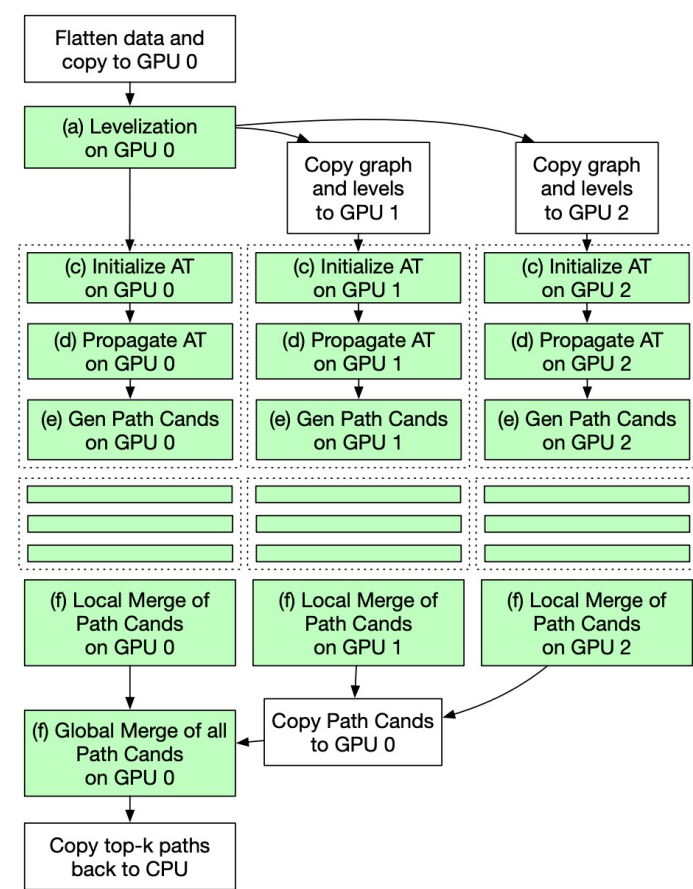 Flatten data and
copy to GPU 0
(a) Levelization
on GPU 0
Copy graph
and levels
to GPU 1
Copy graph
and levels
to GPU 2
(c) Initialize AT
on GPU 0
(c) Initialize AT
on GPU 1
(c) Initialize AT
on GPU 2
(d) Propagate AT
on GPU 0
(d) Propagate AT
on GPU 1
(d) Propagate AT
on GPU 2
(e) Gen Path Cands
on GPU 0
(e) Gen Path Cands
on GPU 1
(e) Gen Path Cands
on GPU 2
(f) Local Merge of
Path Cands
on GPU 0
(f) Local Merge of
Path Cands
on GPU 1
(f) Local Merge of
Path Cands
on GPU 2
(f) Global Merge of all
Path Cands
on GPU 0
Copy Path Cands
to GPU 0
Copy top-k paths
back to CPU